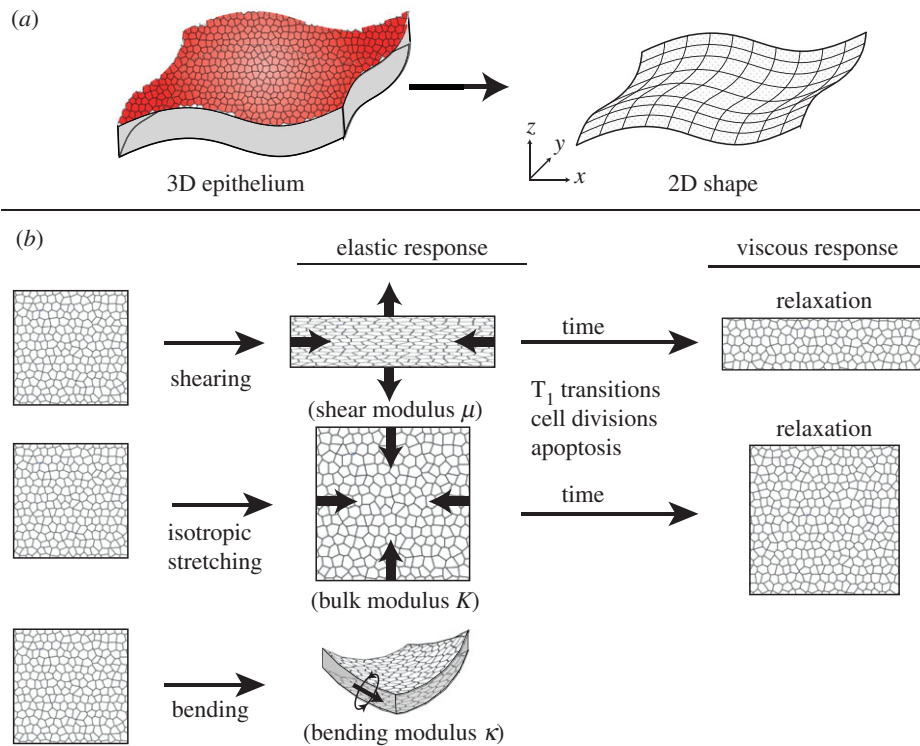 (a)
3D epithelium
z
y
x
2D shape
(b)
elastic response
viscous response
shearing
(shear modulus μ)
time
T1 transitions
cell divisions
apoptosis
relaxation
isotropic
stretching
(bulk modulus K)
time
relaxation
bending
(bending modulus κ)